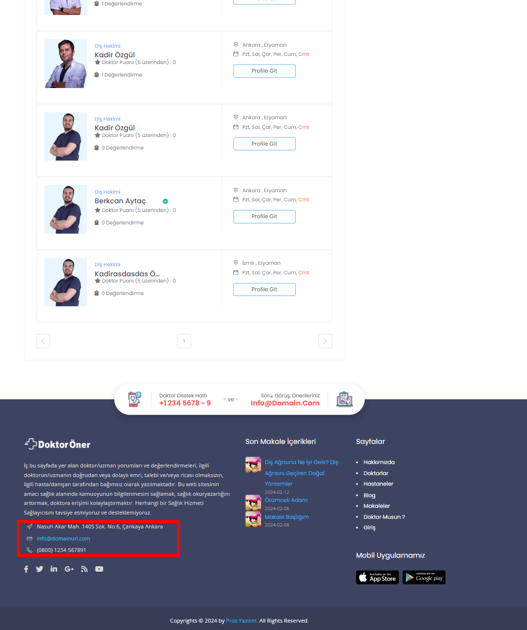 1 Değerlendirme
Diş Hekimi
Kadir Özgül
Doktor Puanı (5 üzerinden) : 0
1 Değerlendirme
Ankara , Eryaman
Pzt, Sal, Çar, Per, Cum, Cmt
Profile Git
Diş Hekimi
Kadir Özgül
Doktor Puanı (5 üzerinden) : 0
0 Değerlendirme
Ankara , Eryaman
Pzt, Sal, Çar, Per, Cum, Cmt
Profile Git
Diş Hekimi
Berkcan Aytaç
Doktor Puanı (5 üzerinden) : 0
0 Değerlendirme
Ankara , Eryaman
Pzt, Sal, Çar, Per, Cum, Cmt
Profile Git
Diş Hekimi
Kadirasdasdas Ö...
Doktor Puanı (5 üzerinden) : 0
0 Değerlendirme
İzmir , Eryaman
Pzt, Sal, Çar, Per, Cum, Cmt
Profile Git
1
Doktor Destek Hattı
+1 234 5678 - 9
- ve -
Soru, Görüş, Önerileriniz
Info@Domain.Com
DoktorÖner
İş bu sayfada yer alan doktor/uzman yorumları ve değerlendirmeleri, ilgili
doktorun/uzmanın doğrudan veya dolaylı emri, talebi ve/veya ricası olmaksızın,
ilgili hasta/danışan tarafından bağımsız olarak yazılmaktadır. Bu web sitesinin
amacı sağlık alanında kamuoyunun bilgilenmesini sağlamak, sağlık okuryazarlığını
arttırmak, doktora erişimi kolaylaştırmaktır. Herhangi bir Sağlık Hizmeti
Sağlayıcısını tavsiye etmiyoruz ve desteklemiyoruz.
Nasuh Akar Mah. 1405 Sok. No:6, Çankaya Ankara
info@domainurl.com
(0800) 1234 567891
Son Makale İçerikleri
Diş Ağrısına Ne İyi Gelir? Diş
Ağrısını Geçiren Doğal
Yöntemler
2024-02-12
Öröumcek Adam
2024-02-08
Makale Başlığım
2024-02-08
Sayfalar
Hakkımızda
Doktorlar
Hastaneler
Blog
Makaleler
Doktor Musun ?
Giriş
Mobil Uygulamamız
App Store
Google play
Copyrights © 2024 by Proa Yazılım. All Rights Reserved.